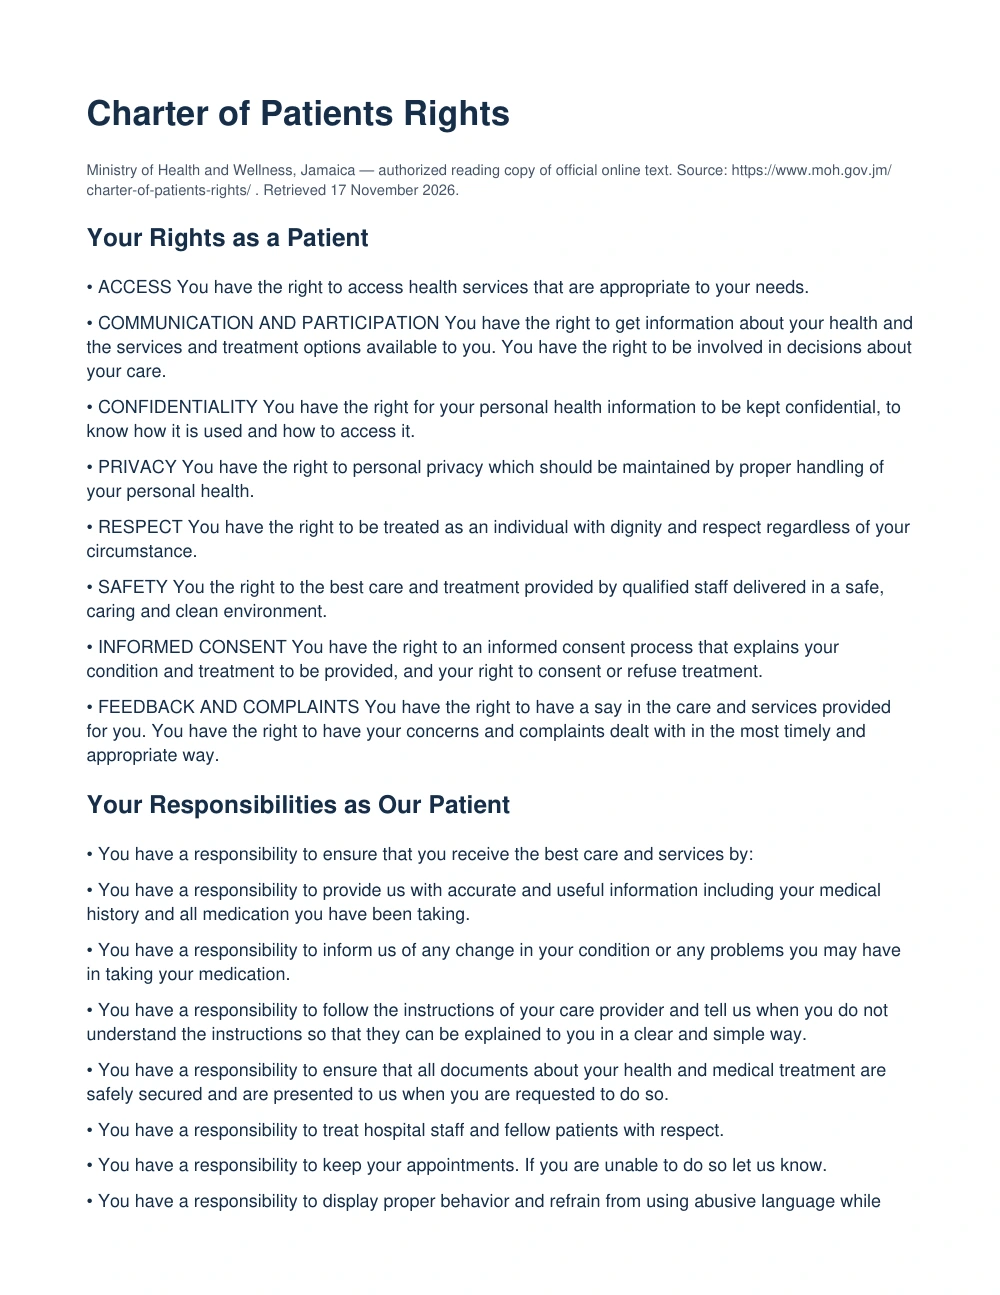 Charter of Patients Rights
Ministry of Health and Wellness, Jamaica — authorized reading copy of official online text. Source: https://www.moh.gov.jm/
charter-of-patients-rights/ . Retrieved 17 November 2026.
Your Rights as a Patient
• ACCESS You have the right to access health services that are appropriate to your needs.
• COMMUNICATION AND PARTICIPATION You have the right to get information about your health and
the services and treatment options available to you. You have the right to be involved in decisions about
your care.
• CONFIDENTIALITY You have the right for your personal health information to be kept confidential, to
know how it is used and how to access it.
• PRIVACY You have the right to personal privacy which should be maintained by proper handling of
your personal health.
• RESPECT You have the right to be treated as an individual with dignity and respect regardless of your
circumstance.
• SAFETY You the right to the best care and treatment provided by qualified staff delivered in a safe,
caring and clean environment.
• INFORMED CONSENT You have the right to an informed consent process that explains your
condition and treatment to be provided, and your right to consent or refuse treatment.
• FEEDBACK AND COMPLAINTS You have the right to have a say in the care and services provided
for you. You have the right to have your concerns and complaints dealt with in the most timely and
appropriate way.
Your Responsibilities as Our Patient
• You have a responsibility to ensure that you receive the best care and services by:
• You have a responsibility to provide us with accurate and useful information including your medical
history and all medication you have been taking.
• You have a responsibility to inform us of any change in your condition or any problems you may have
in taking your medication.
• You have a responsibility to follow the instructions of your care provider and tell us when you do not
understand the instructions so that they can be explained to you in a clear and simple way.
• You have a responsibility to ensure that all documents about your health and medical treatment are
safely secured and are presented to us when you are requested to do so.
• You have a responsibility to treat hospital staff and fellow patients with respect.
• You have a responsibility to keep your appointments. If you are unable to do so let us know.
• You have a responsibility to display proper behavior and refrain from using abusive language while